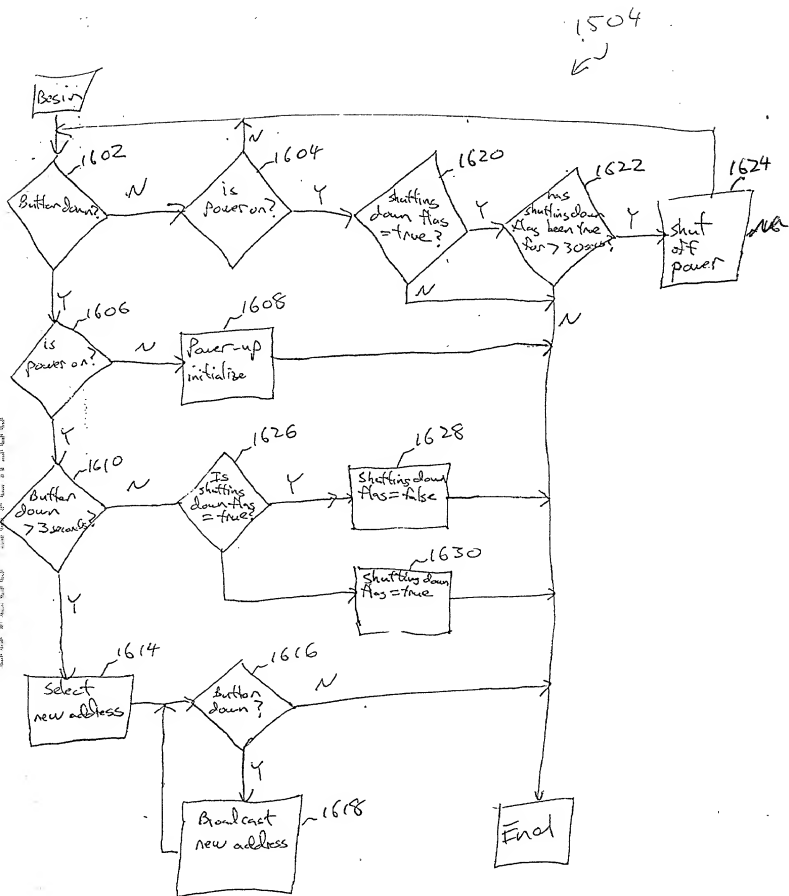 1504
Begin
1602
Button down?
N
1604
N
is
Power on?
Y
1620
Shutting
down flag
=true?
Y
N
1622
has
shutting down
flag been true
for > 30 secs?
Y
N
1624
Shut
off
power
Y
1606
is
power on?
N
1608
Power-up
initialize
Y
1610
Button
down
> 3 seconds?
N
1626
Is
shutting
down flag
=true?
Y
1628
Shutting down
flag = false
1630
Shutting down
flag = true
Y
1614
Select
new address
1616
Button
down?
N
Y
1618
Broadcast
new address
End